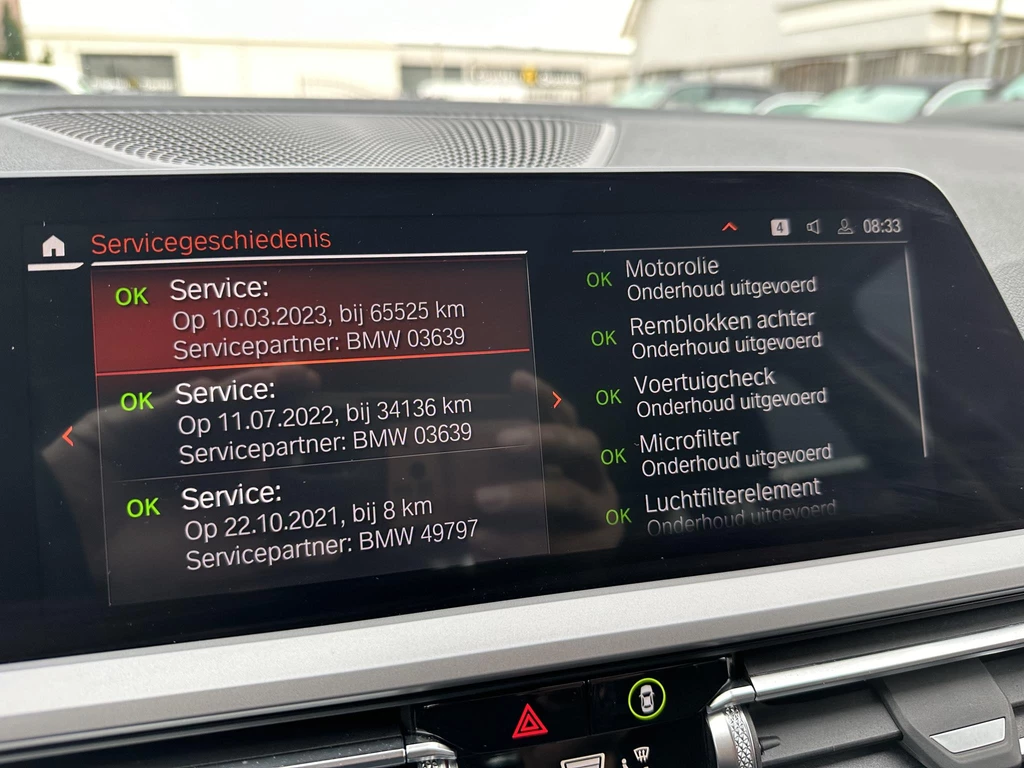 Servicegeschiedenis
4
08:33
OK Service:
Op 10.03.2023, bij 65525 km
Servicepartner: BMW 03639
OK Service:
Op 11.07.2022, bij 34136 km
Servicepartner: BMW 03639
OK Service:
Op 22.10.2021, bij 8 km
Servicepartner: BMW 49797
OK Motorolie
Onderhoud uitgevoerd
OK Remblokken achter
Onderhoud uitgevoerd
OK Voertuigcheck
Onderhoud uitgevoerd
OK Microfilter
Onderhoud uitgevoerd
OK Luchtfilterelement
Onderhoud uitgevoerd